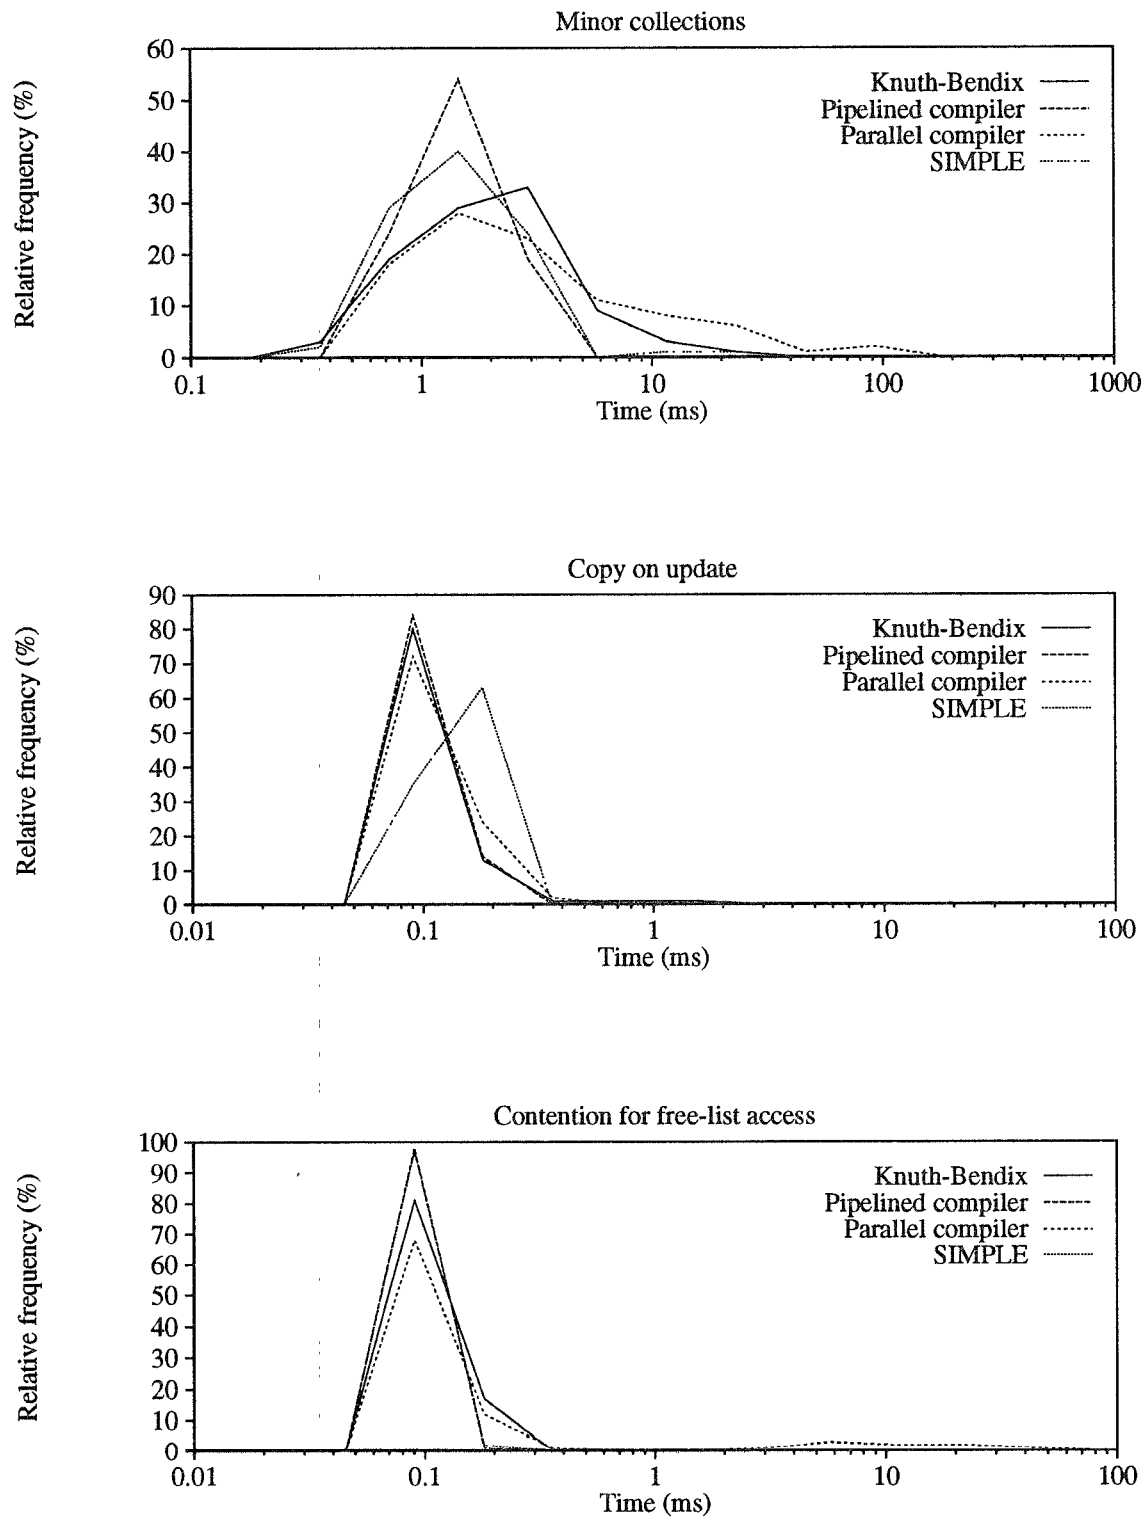 Minor collections
Relative frequency (%)
60
50
40
30
20
10
0
Knuth-Bendix
Pipelined compiler
Parallel compiler
SIMPLE
0.1 1 10 100 1000
Time (ms)
Copy on update
Relative frequency (%)
90
80
70
60
50
40
30
20
10
0
Knuth-Bendix
Pipelined compiler
Parallel compiler
SIMPLE
0.01 0.1 1 10 100
Time (ms)
Contention for free-list access
Relative frequency (%)
100
90
80
70
60
50
40
30
20
10
0
Knuth-Bendix
Pipelined compiler
Parallel compiler
SIMPLE
0.01 0.1 1 10 100
Time (ms)